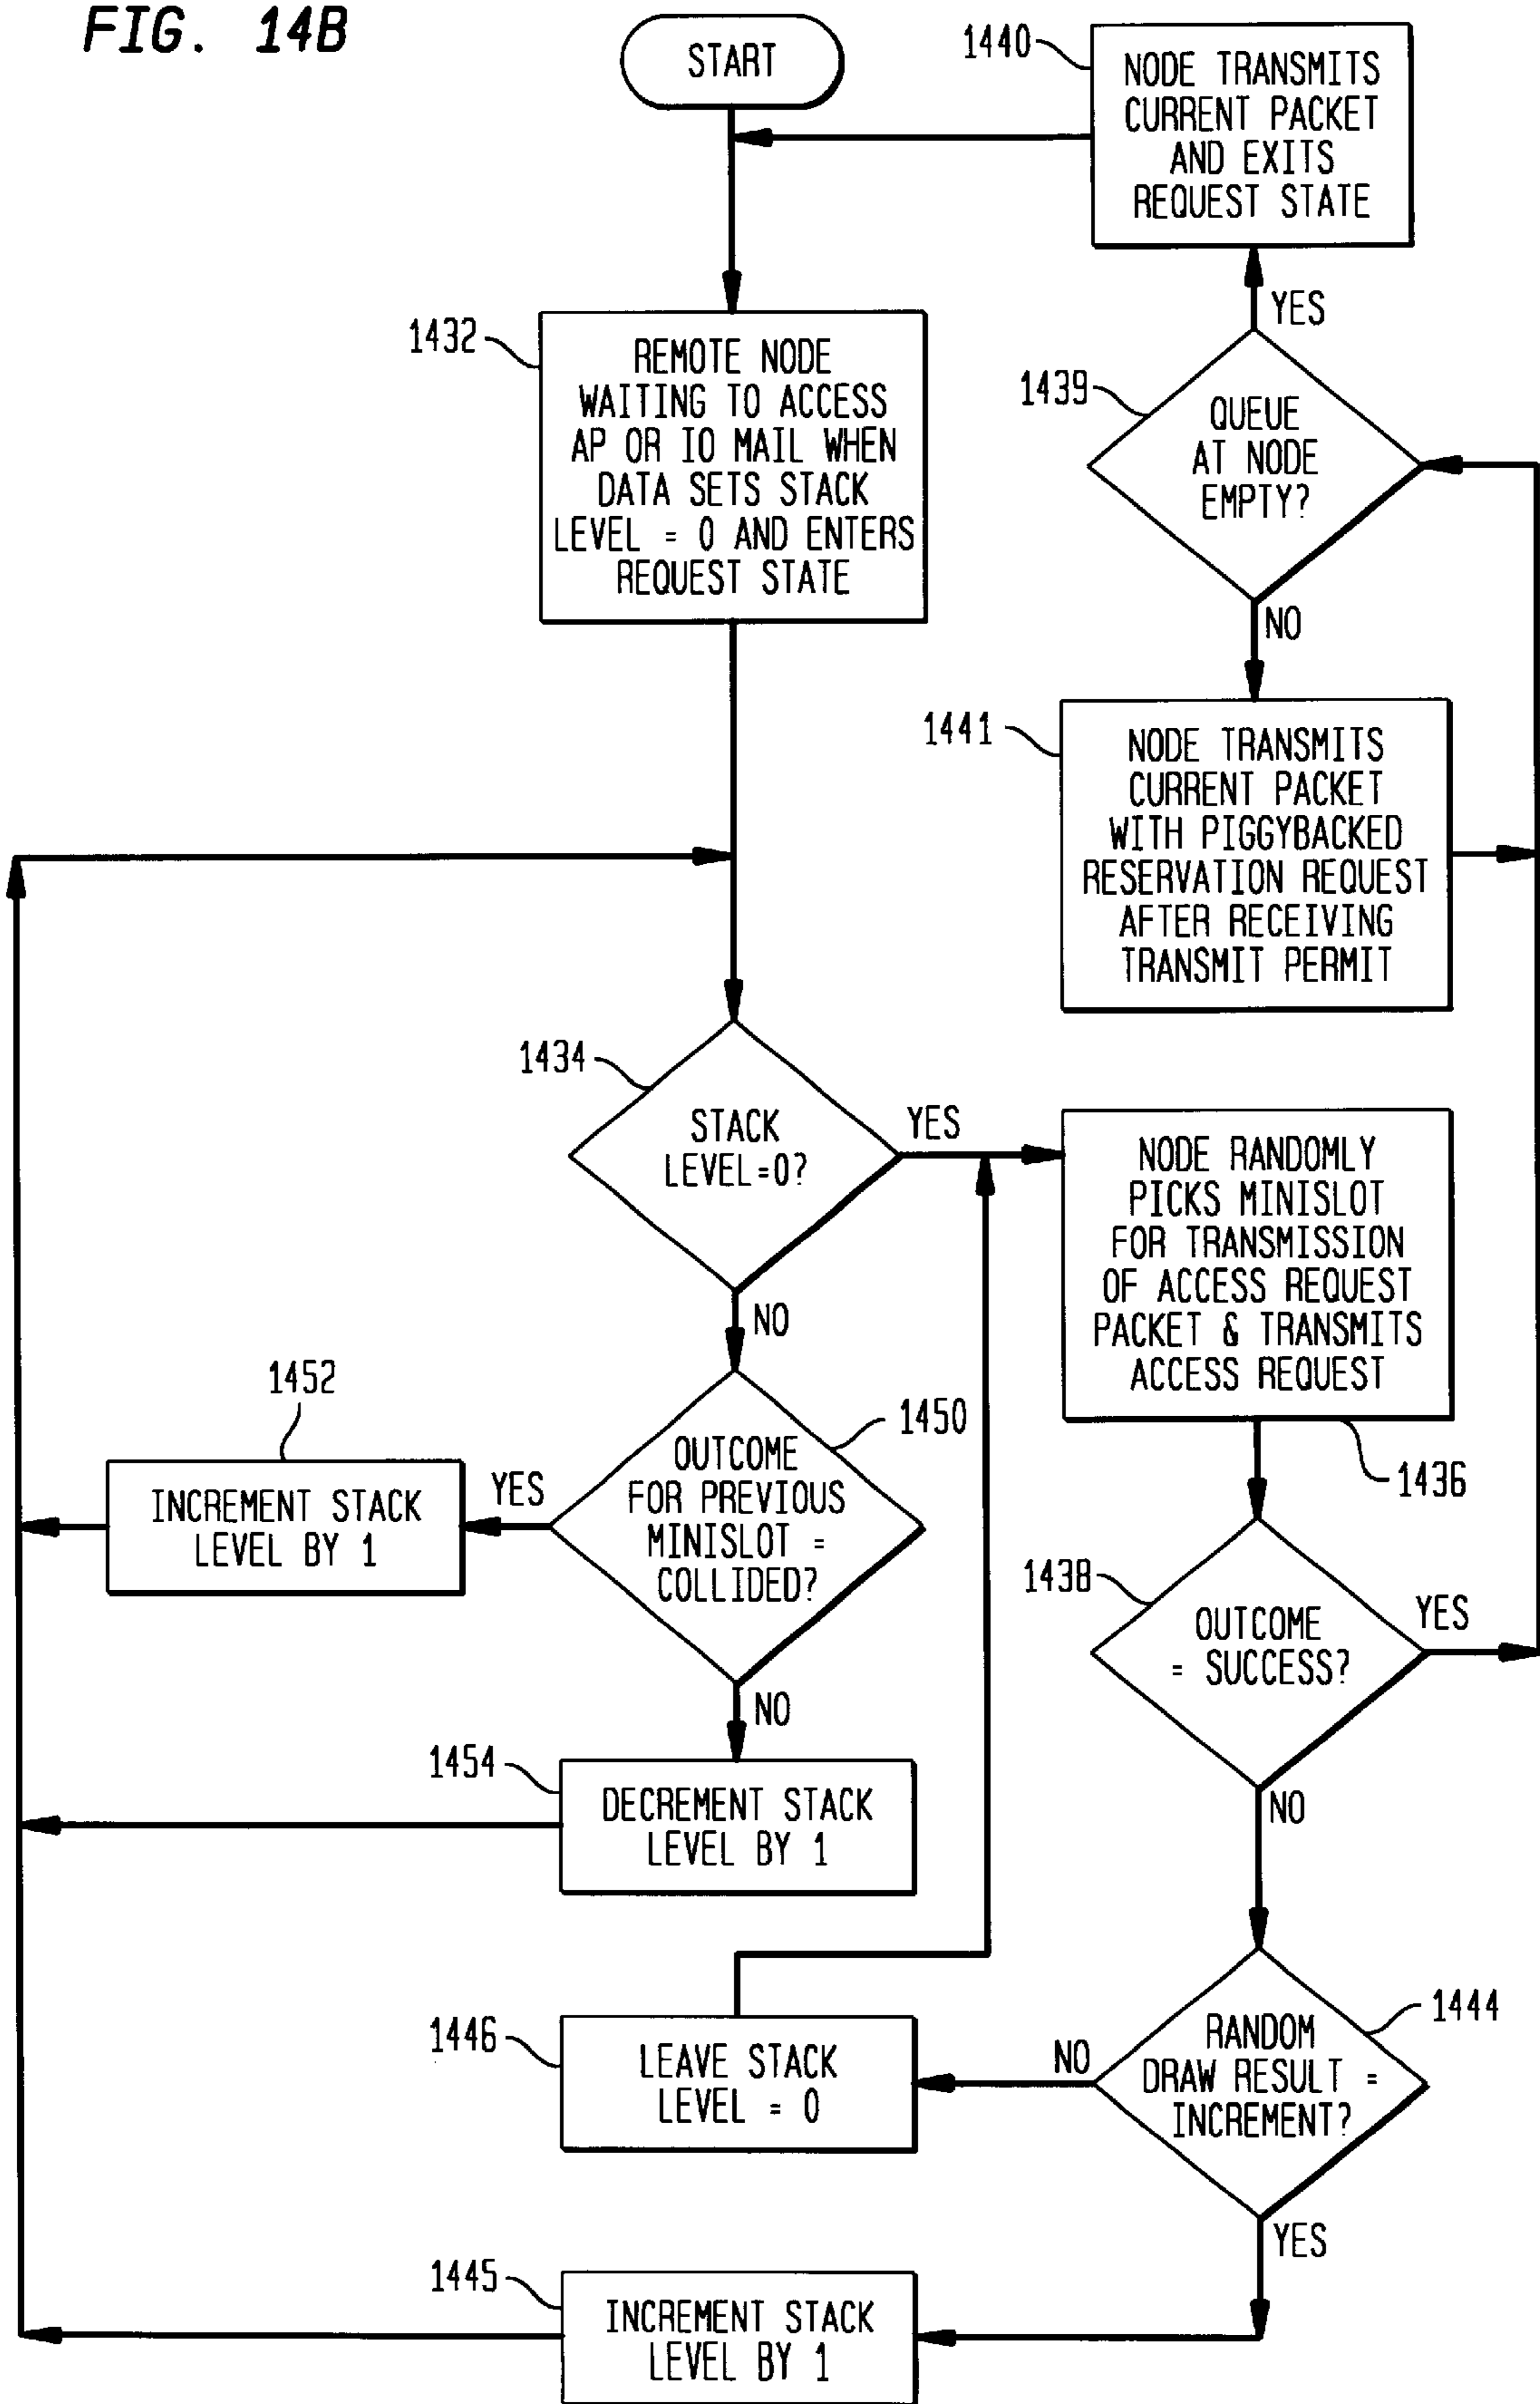 FIG. 14B
START
1440
NODE TRANSMITS
CURRENT PACKET
AND EXITS
REQUEST STATE
YES
1432
REMOTE NODE
WAITING TO ACCESS
AP OR IO MAIL WHEN
DATA SETS STACK
LEVEL = 0 AND ENTERS
REQUEST STATE
1439
QUEUE
AT NODE
EMPTY?
NO
1441
NODE TRANSMITS
CURRENT PACKET
WITH PIGGYBACKED
RESERVATION REQUEST
AFTER RECEIVING
TRANSMIT PERMIT
1434
STACK
LEVEL=0?
YES
NO
NODE RANDOMLY
PICKS MINISLOT
FOR TRANSMISSION
OF ACCESS REQUEST
PACKET & TRANSMITS
ACCESS REQUEST
1436
1452
INCREMENT STACK
LEVEL BY 1
YES
1450
OUTCOME
FOR PREVIOUS
MINISLOT =
COLLIDED?
NO
1438
OUTCOME
= SUCCESS?
YES
NO
1454
DECREMENT STACK
LEVEL BY 1
1446
LEAVE STACK
LEVEL = 0
NO
1444
RANDOM
DRAW RESULT =
INCREMENT?
YES
1445
INCREMENT STACK
LEVEL BY 1